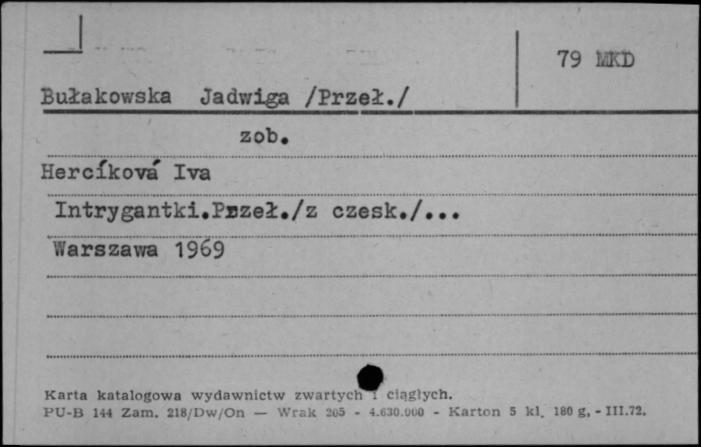 79 MKD
Bułakowska Jadwiga /Przeł./
zob.
Hercíková Iva
Intrygantki.Przeł./z czesk./...
Warszawa 1969
Karta katalogowa wydawnictw zwartych i ciągłych.
PU-B 144 Zam. 218/Dw/On — Wrak 205 - 4.630.000 - Karton 5 kl. 180 g, - III.72.